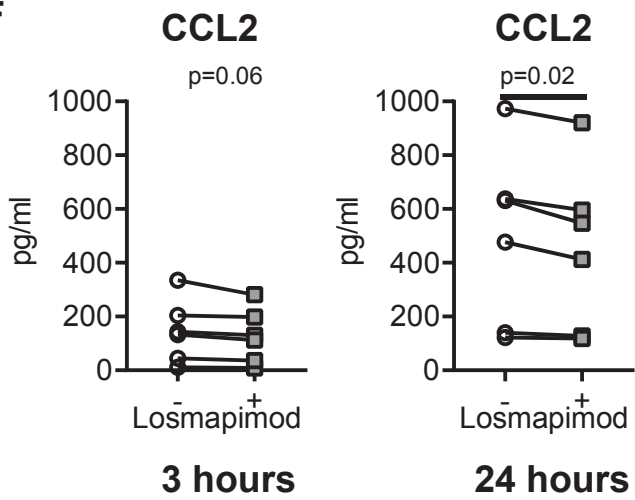 CCL2
p=0.06
1000
800
600
400
200
0
pg/ml
- +
Losmapimod
3 hours
CCL2
p=0.02
1000
800
600
400
200
0
pg/ml
- +
Losmapimod
24 hours